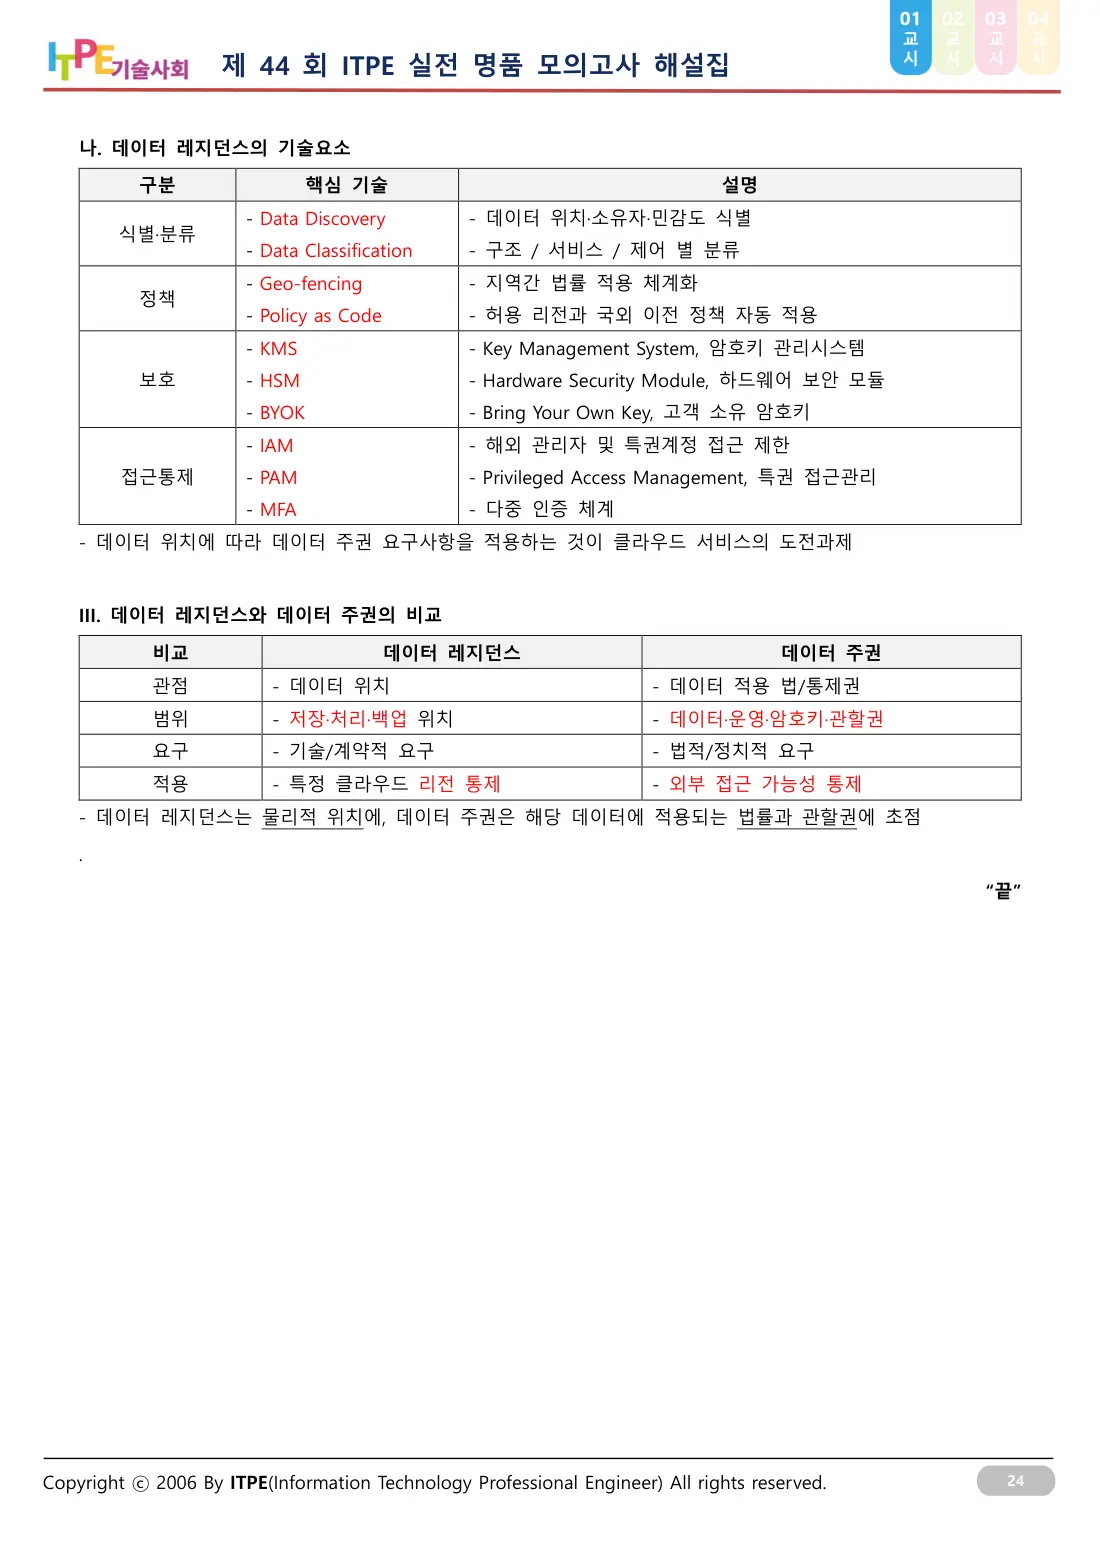 ITPE기술사회 제 44 회 ITPE 실전 명품 모의고사 해설집
01 교시 02 교시 03 교시 04 교시
나. 데이터 레지던스의 기술요소
구분 핵심 기술 설명
식별·분류
- Data Discovery - 데이터 위치·소유자·민감도 식별
- Data Classification - 구조 / 서비스 / 제어 별 분류
정책
- Geo-fencing - 지역간 법률 적용 체계화
- Policy as Code - 허용 리전과 국외 이전 정책 자동 적용
보호
- KMS - Key Management System, 암호키 관리시스템
- HSM - Hardware Security Module, 하드웨어 보안 모듈
- BYOK - Bring Your Own Key, 고객 소유 암호키
접근통제
- IAM - 해외 관리자 및 특권계정 접근 제한
- PAM - Privileged Access Management, 특권 접근관리
- MFA - 다중 인증 체계
- 데이터 위치에 따라 데이터 주권 요구사항을 적용하는 것이 클라우드 서비스의 도전과제
III. 데이터 레지던스와 데이터 주권의 비교
비교 데이터 레지던스 데이터 주권
관점 - 데이터 위치 - 데이터 적용 법/통제권
범위 - 저장·처리·백업 위치 - 데이터·운영·암호키·관할권
요구 - 기술/계약적 요구 - 법적/정치적 요구
적용 - 특정 클라우드 리전 통제 - 외부 접근 가능성 통제
- 데이터 레지던스는 물리적 위치에, 데이터 주권은 해당 데이터에 적용되는 법률과 관할권에 초점
.
“끝”
Copyright ⓒ 2006 By ITPE(Information Technology Professional Engineer) All rights reserved. 24